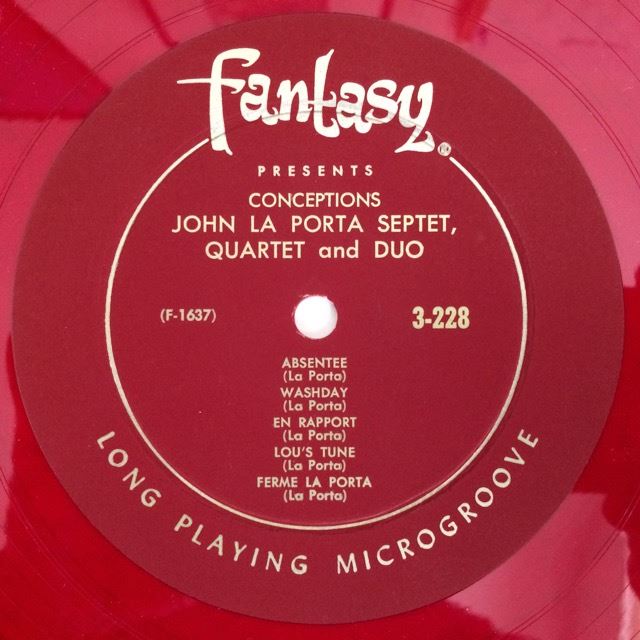 fantasy®
PRESENTS
CONCEPTIONS
JOHN LA PORTA SEPTET,
QUARTET and DUO
(F-1637)
3-228
ABSENTEE
(La Porta)
WASHDAY
(La Porta)
EN RAPPORT
(La Porta)
LOU'S TUNE
(La Porta)
FERME LA PORTA
(La Porta)
LONG PLAYING MICROGROOVE